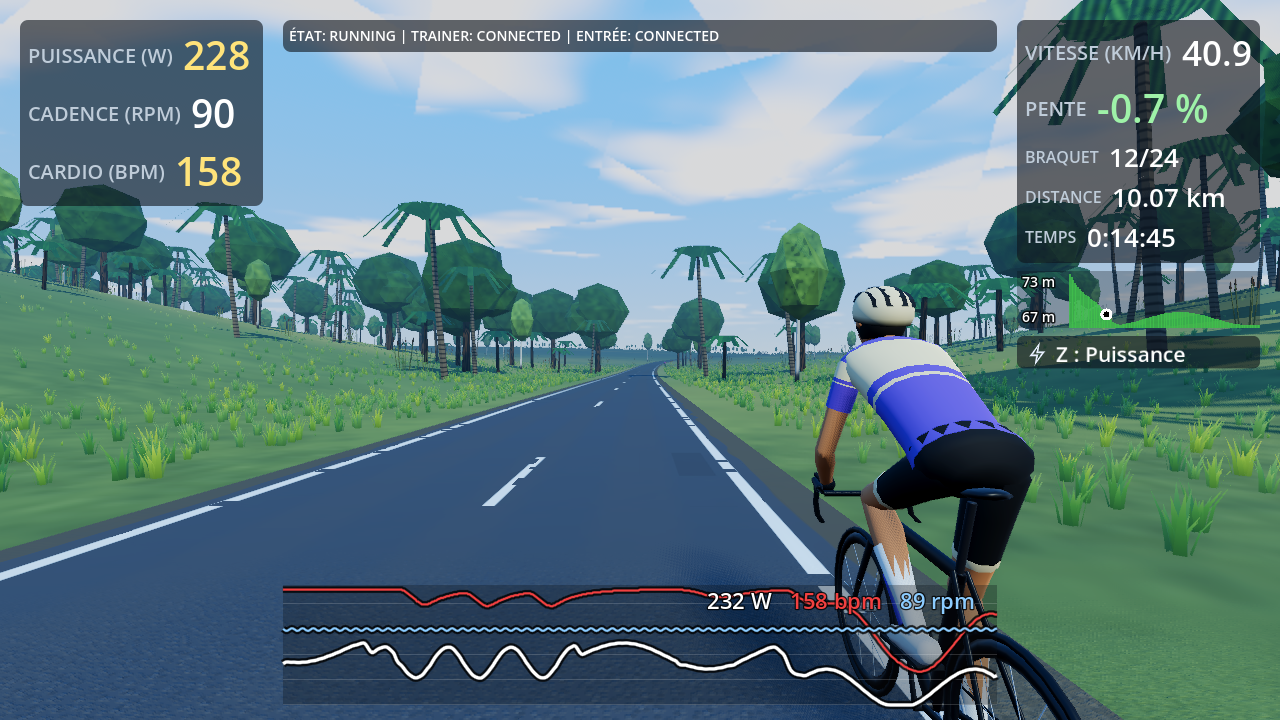 PUISSANCE (W) 228
CADENCE (RPM) 90
CARDIO (BPM) 158
ÉTAT: RUNNING | TRAINER: CONNECTED | ENTRÉE: CONNECTED
VITESSE (KM/H) 40.9
PENTE -0.7 %
BRAQUET 12/24
DISTANCE 10.07 km
TEMPS 0:14:45
73 m
67 m
Z : Puissance
232 W 158 bpm 89 rpm